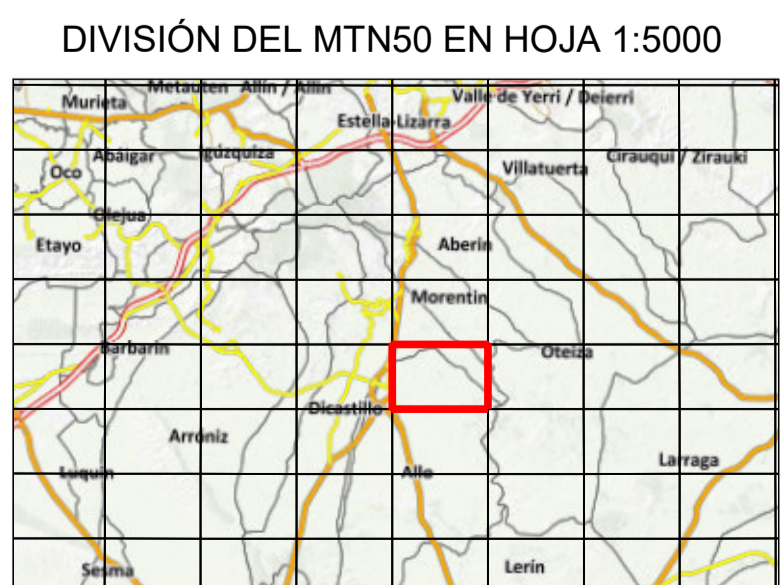 DIVISIÓN DEL MTN50 EN HOJA 1:5000
Metauten
Allín / Allin
Murieta
Valle de Yerri / Deierri
Estella-Lizarra
Abáigar
Igúzquiza
Cirauqui / Zirauki
Oco
Villatuerta
Olejua
Etayo
Aberin
Morentin
Barbarin
Oteiza
Dicastillo
Arróniz
Larraga
Luquin
Allo
Lerín
Sesma